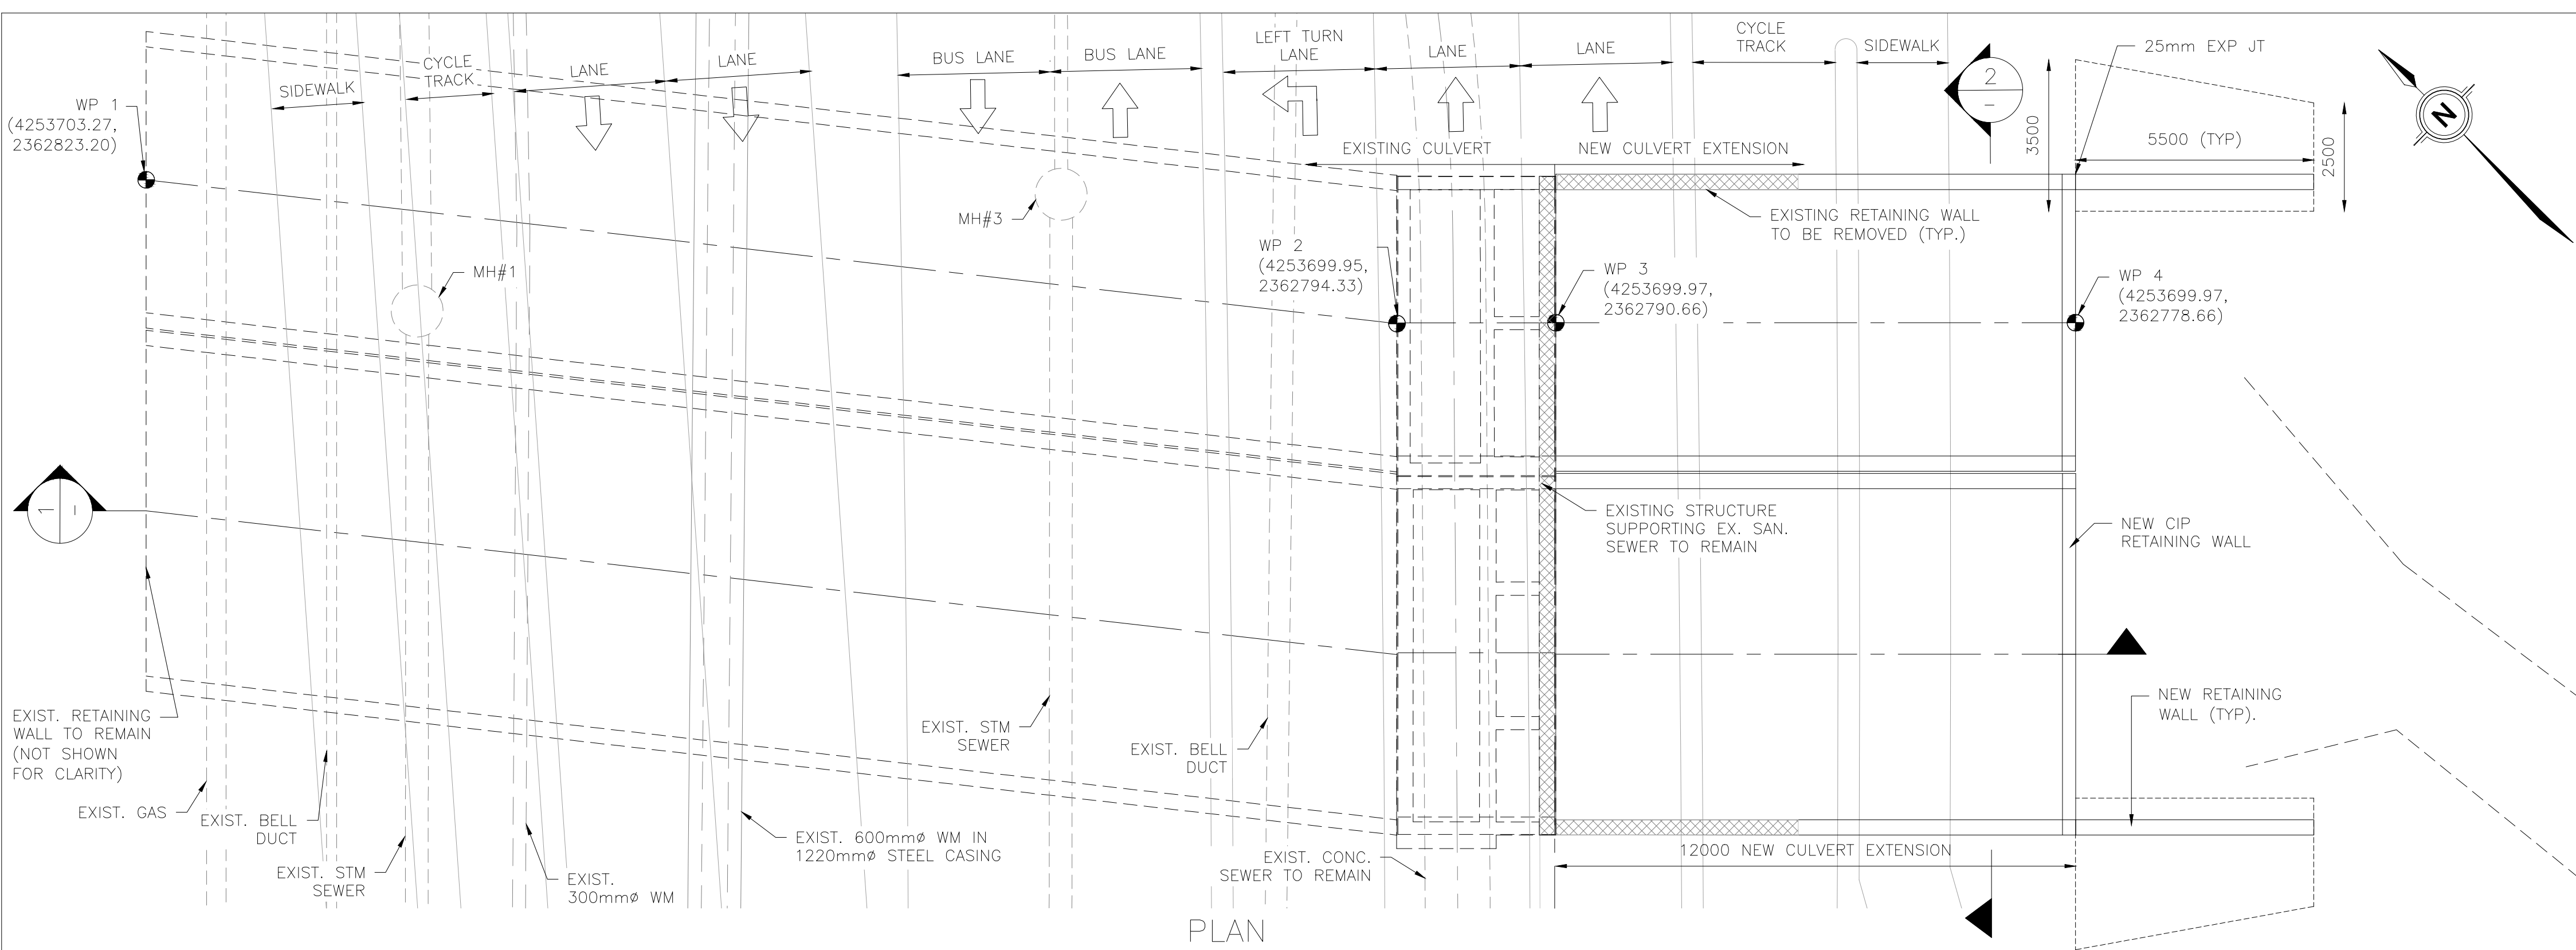 SIDEWALK
CYCLE
TRACK
LANE
LANE
BUS LANE
BUS LANE
LEFT TURN
LANE
LANE
LANE
CYCLE
TRACK
SIDEWALK
2
-
25mm EXP JT
N
WP 1
(4253703.27,
2362823.20)
3500
5500 (TYP)
2500
EXISTING CULVERT
NEW CULVERT EXTENSION
MH#3
EXISTING RETAINING WALL
TO BE REMOVED (TYP.)
MH#1
WP 2
(4253699.95,
2362794.33)
WP 3
(4253699.97,
2362790.66)
WP 4
(4253699.97,
2362778.66)
1
-
EXISTING STRUCTURE
SUPPORTING EX. SAN.
SEWER TO REMAIN
NEW CIP
RETAINING WALL
EXIST. RETAINING
WALL TO REMAIN
(NOT SHOWN
FOR CLARITY)
EXIST. STM
SEWER
EXIST. BELL
DUCT
NEW RETAINING
WALL (TYP).
EXIST. GAS
EXIST. BELL
DUCT
EXIST. STM
SEWER
EXIST.
300mmø WM
EXIST. 600mmø WM IN
1220mmø STEEL CASING
EXIST. CONC.
SEWER TO REMAIN
12000 NEW CULVERT EXTENSION
PLAN